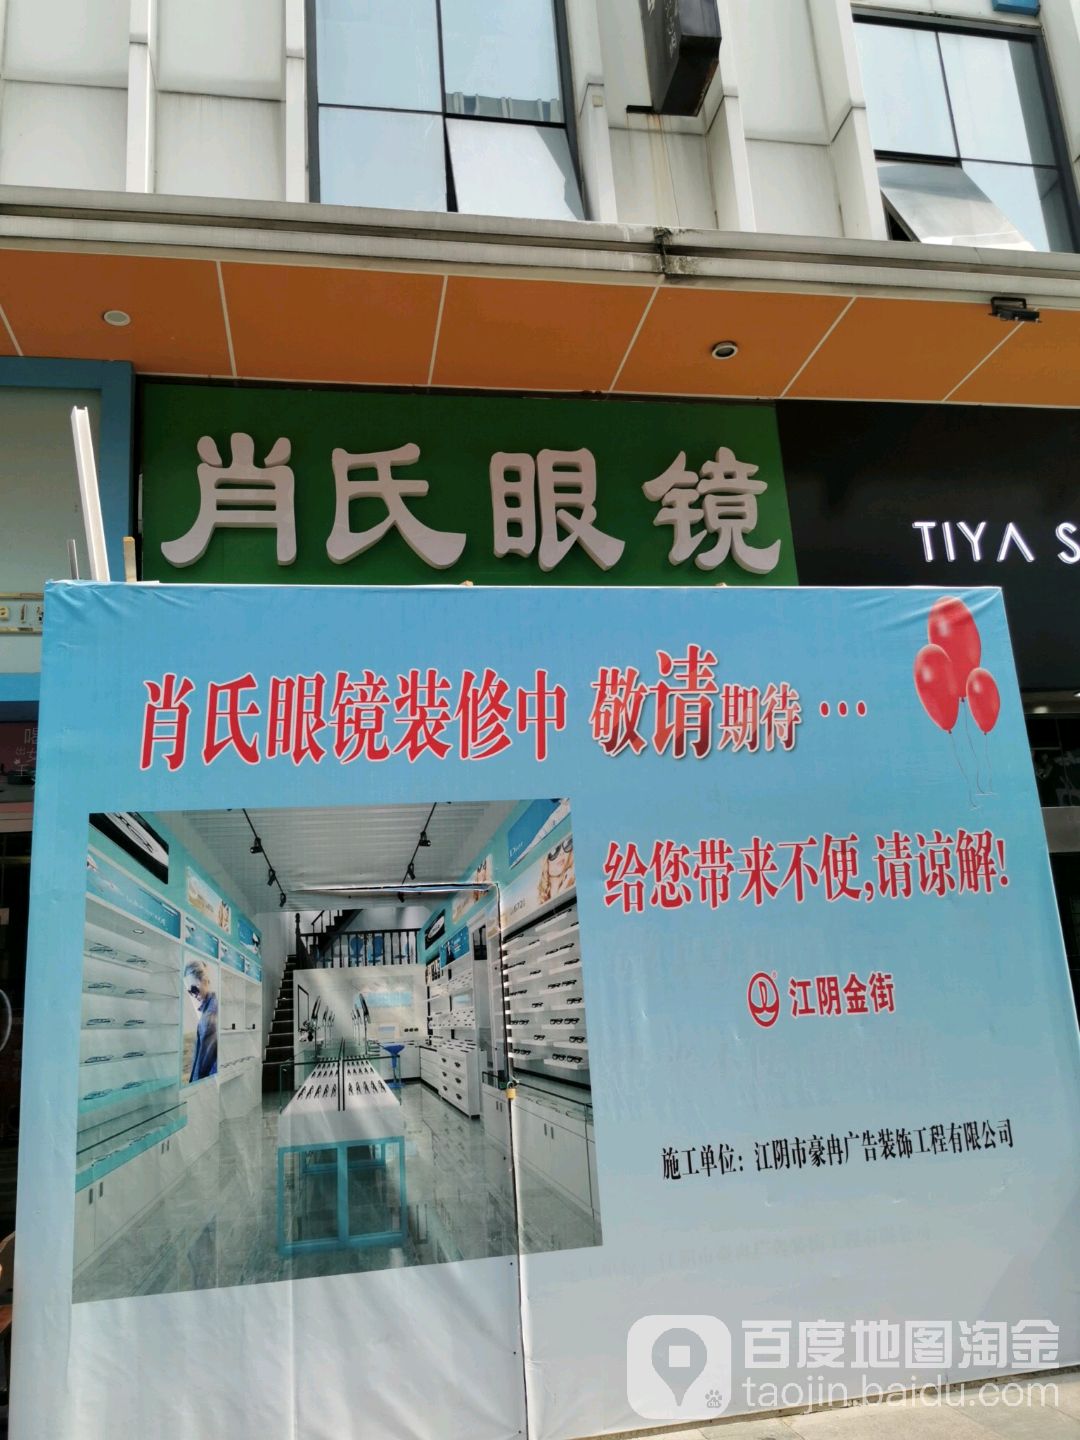 肖氏眼镜
TIYA S
肖氏眼镜装修中 敬请期待 …
给您带来不便,请谅解!
江阴金街
施工单位：江阴市豪冉广告装饰工程有限公司
百度地图淘金
taojin.baidu.com